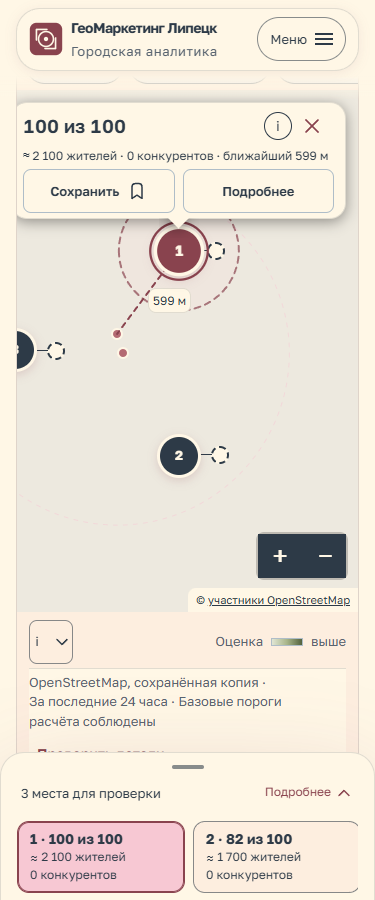 ГеоМаркетинг Липецк
Городская аналитика
Меню
100 из 100
i
≈ 2 100 жителей · 0 конкурентов · ближайший 599 м
Сохранить
Подробнее
1
599 м
2
+ −
© участники OpenStreetMap
i
Оценка
выше
OpenStreetMap, сохранённая копия ·
За последние 24 часа · Базовые пороги
расчёта соблюдены
3 места для проверки
Подробнее
1 · 100 из 100
≈ 2 100 жителей
0 конкурентов
2 · 82 из 100
≈ 1 700 жителей
0 конкурентов